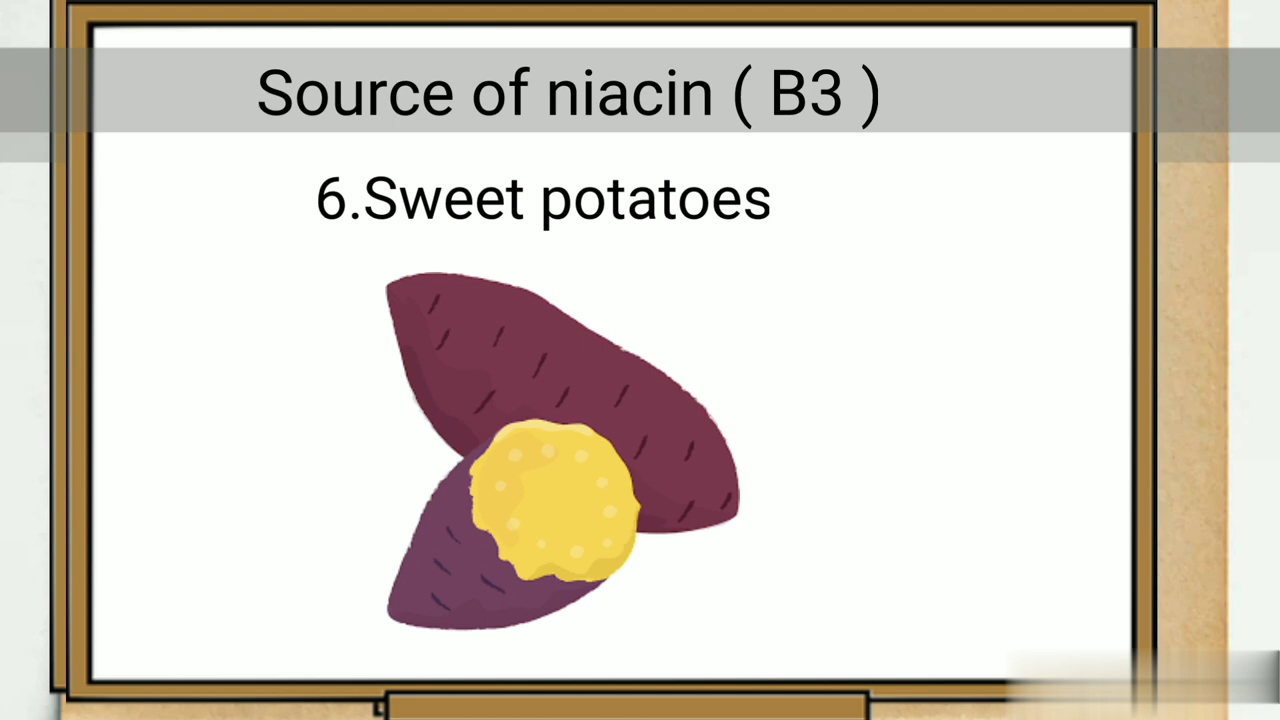 Source of niacin ( B3 )
6.Sweet potatoes